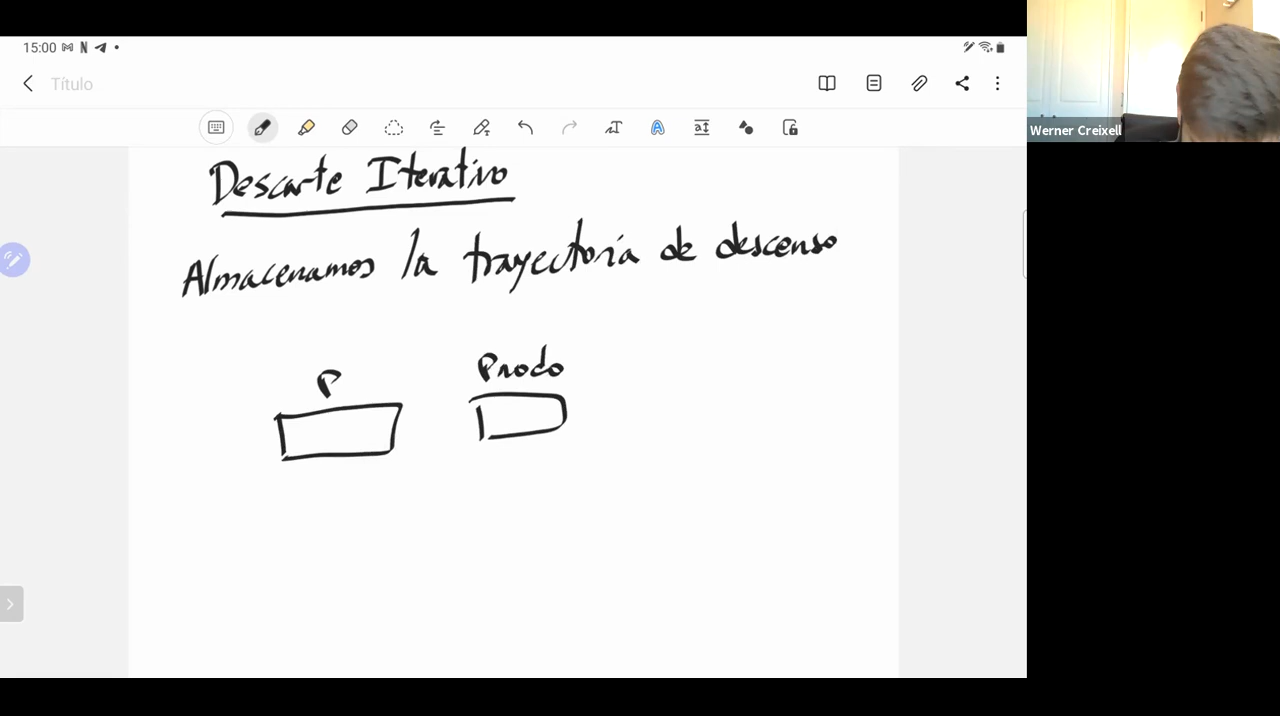 15:00
Título
Werner Creixell
Descarte Iterativo
Almacenamos la trayectoria de descenso
P Prodo